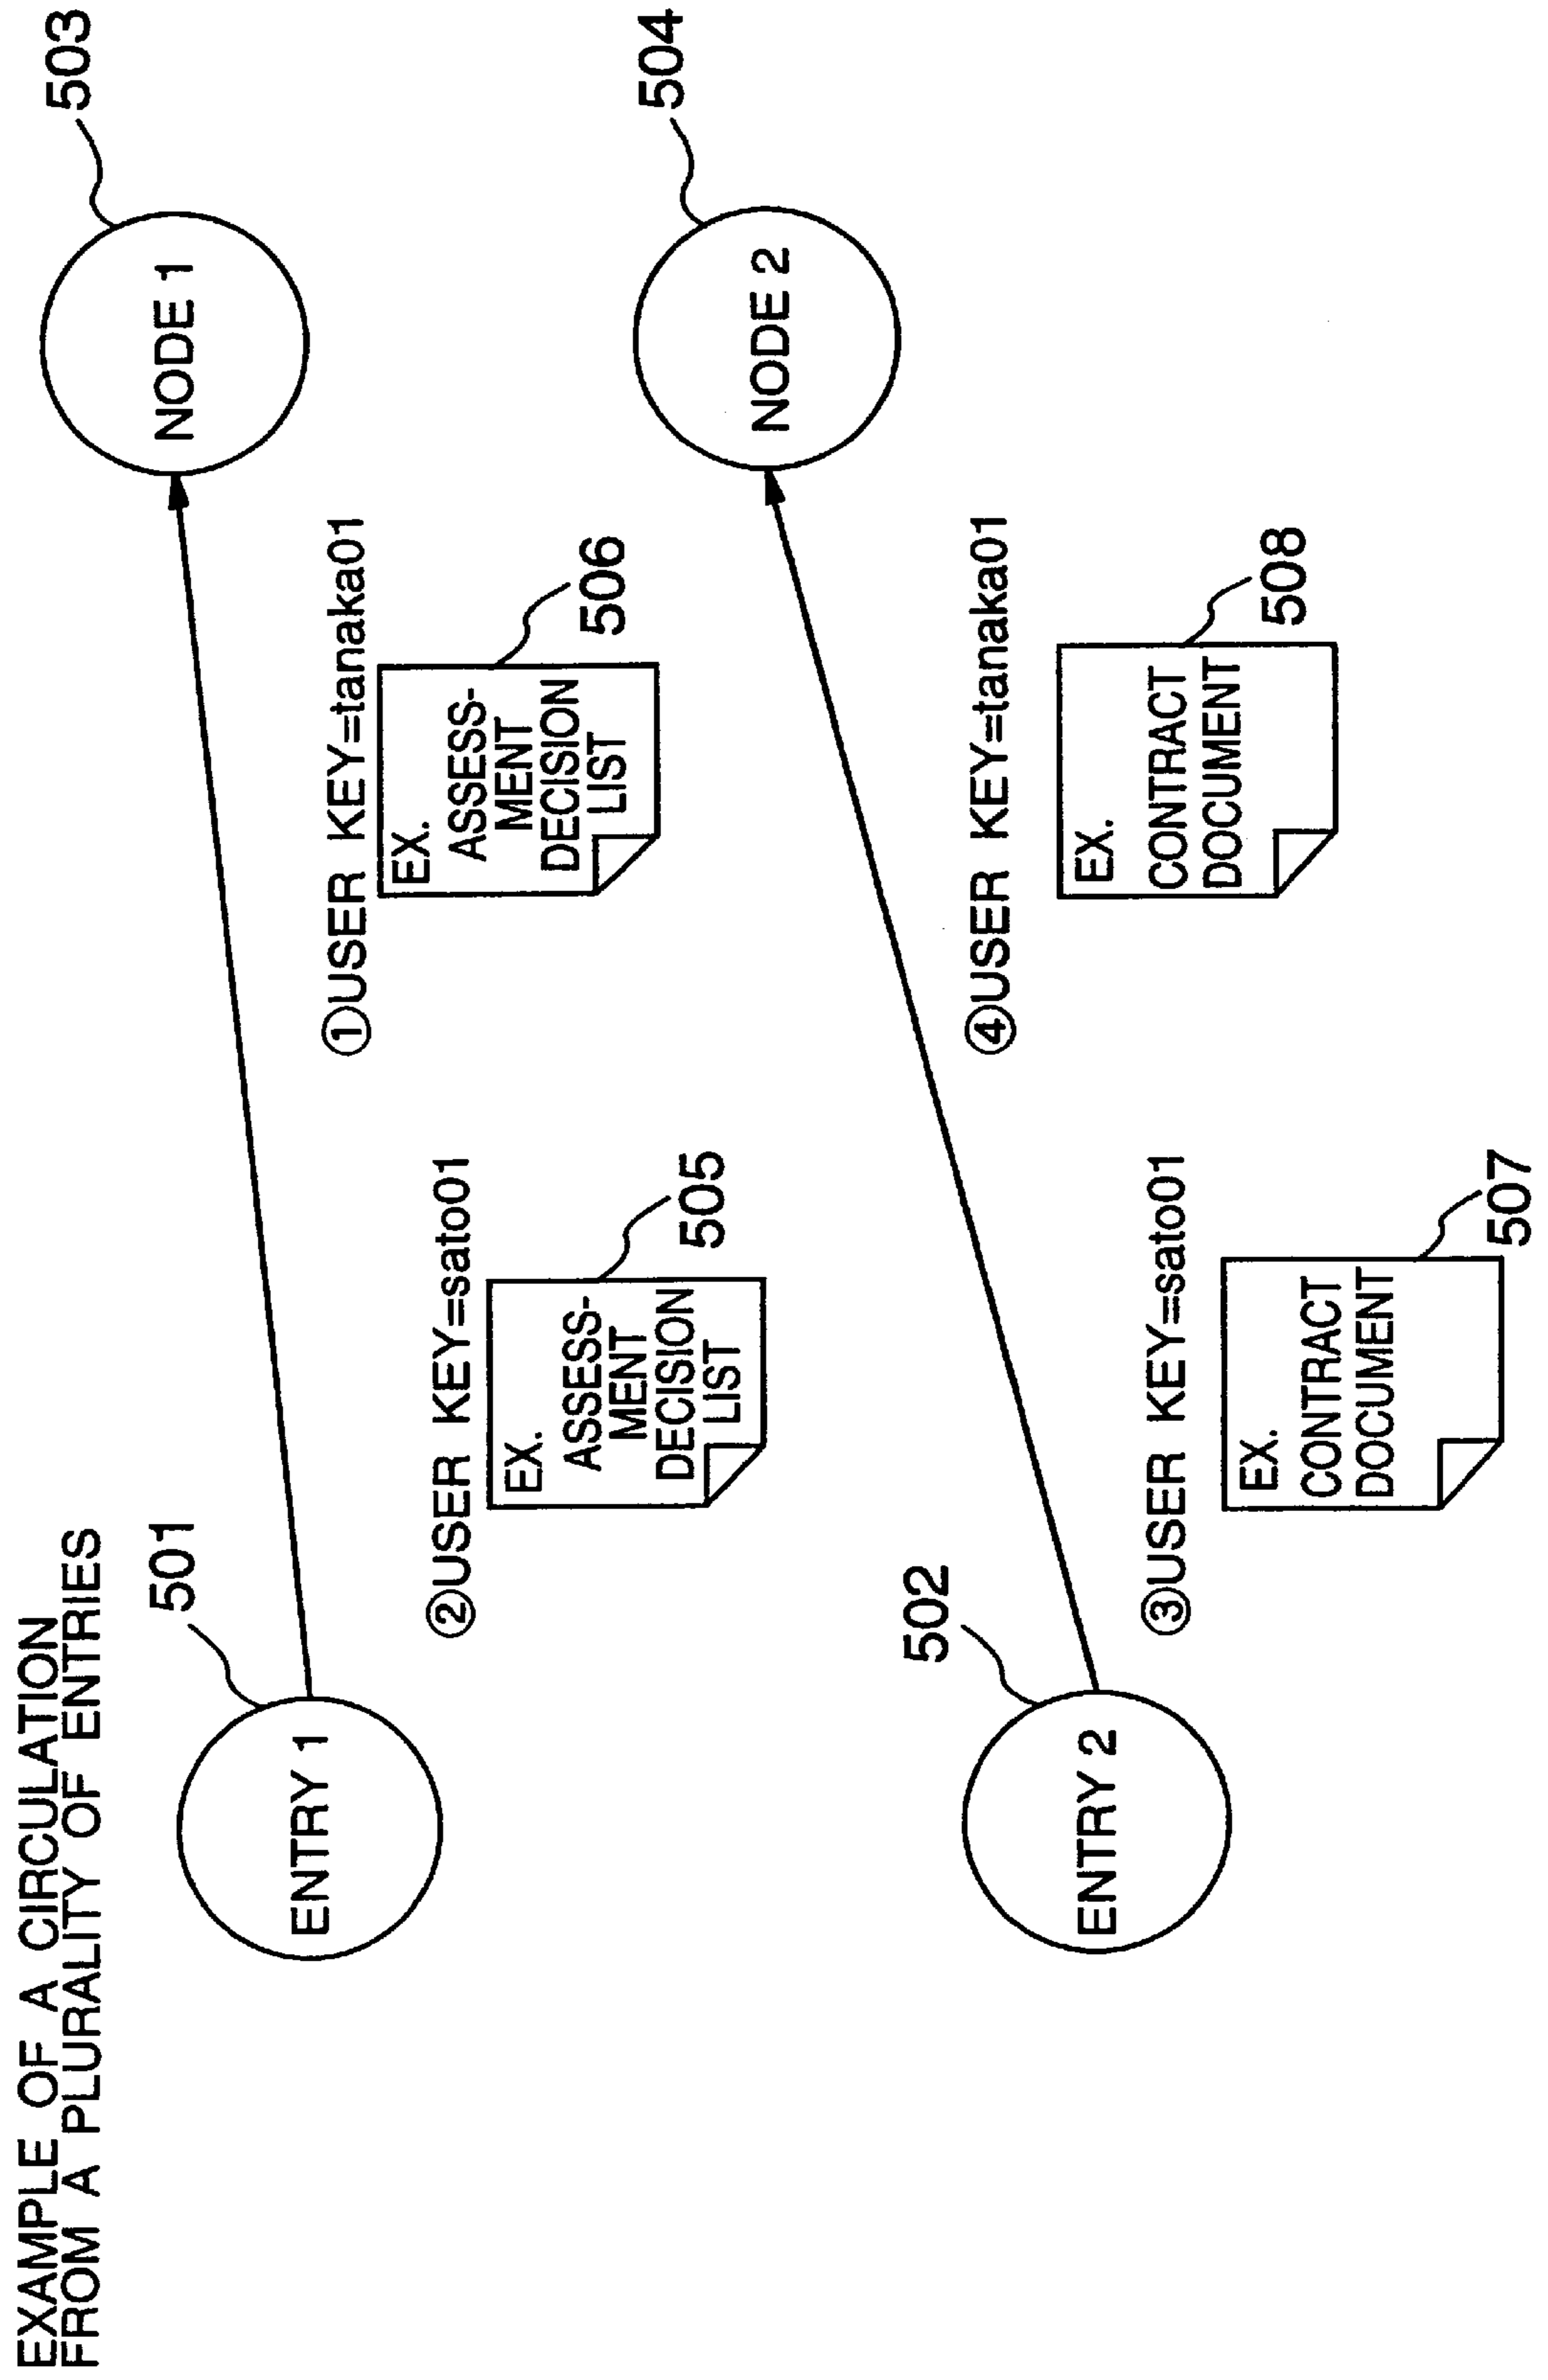 EXAMPLE OF A CIRCULATION
FROM A PLURALITY OF ENTRIES
501
ENTRY 1
503
NODE 1
①USER KEY=tanaka01
EX.
ASSESS-
MENT
DECISION
LIST
506
②USER KEY=sato01
EX.
ASSESS-
MENT
DECISION
LIST
505
502
ENTRY 2
504
NODE 2
④USER KEY=tanaka01
EX.
CONTRACT
DOCUMENT
508
③USER KEY=sato01
EX.
CONTRACT
DOCUMENT
507